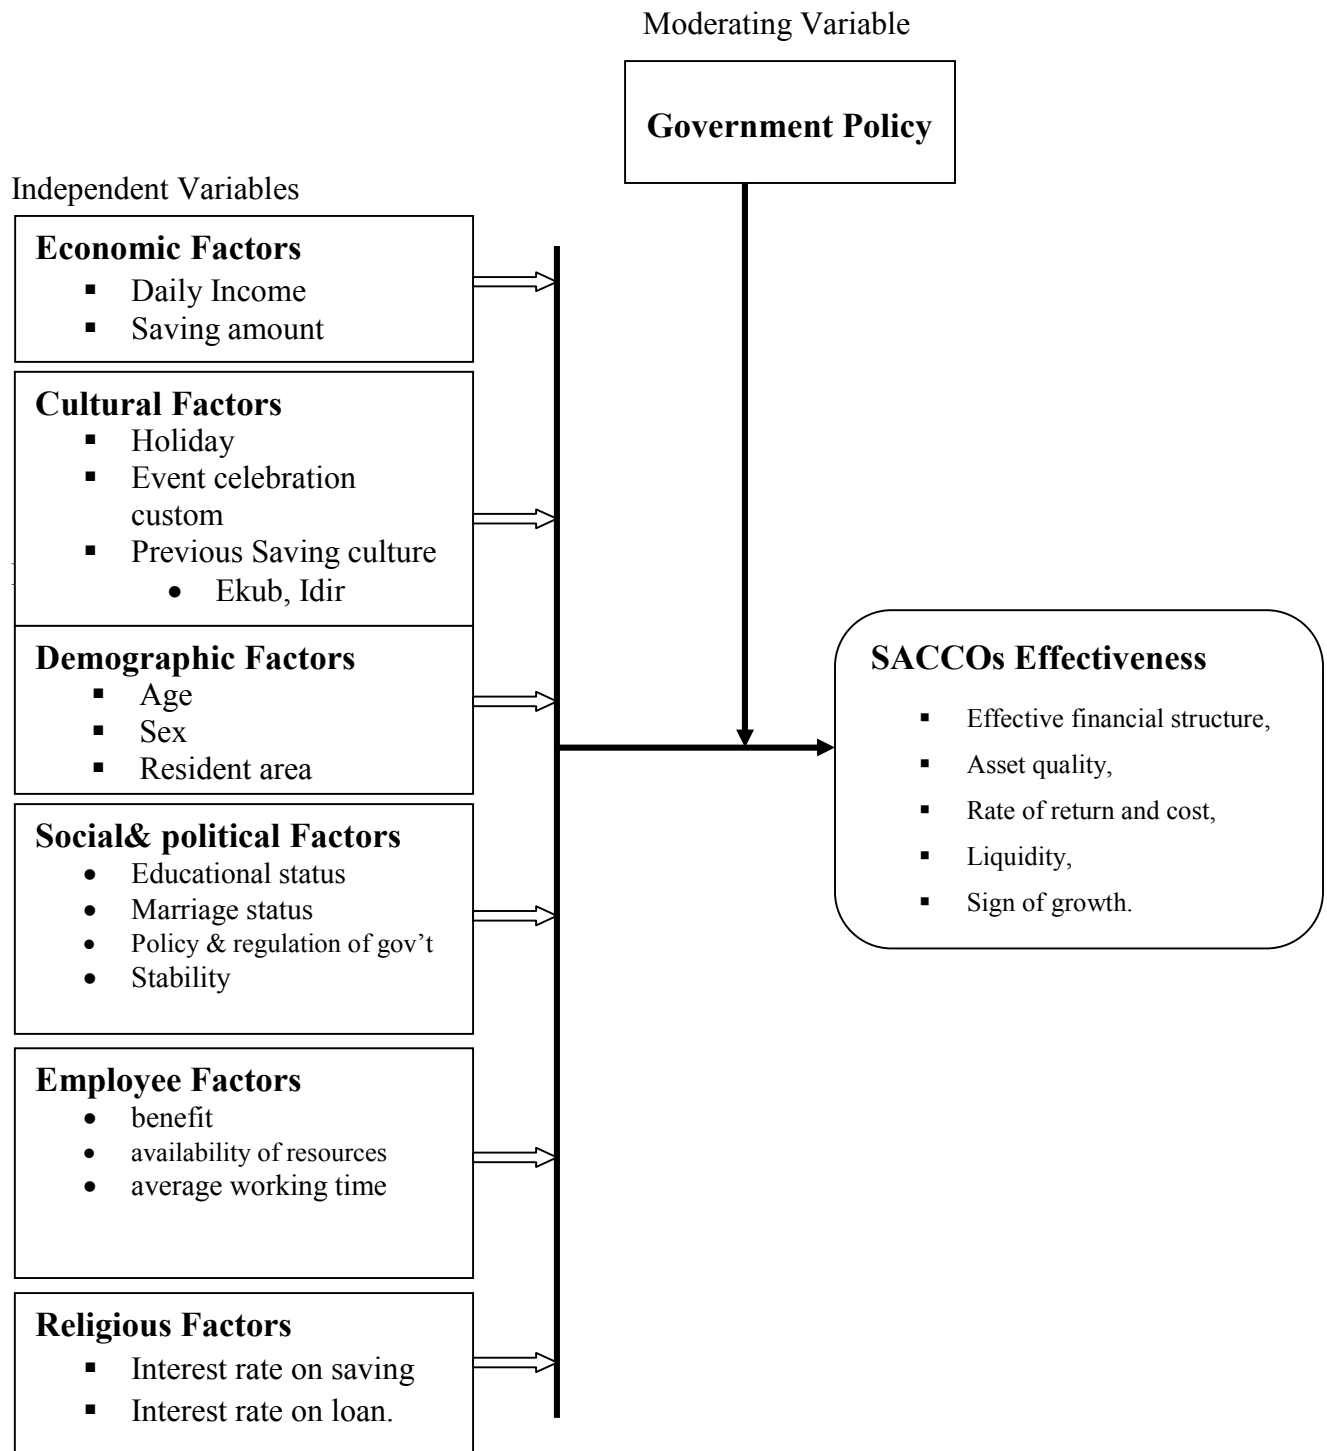 Moderating Variable
Government Policy
Independent Variables
Economic Factors
▪ Daily Income
▪ Saving amount
Cultural Factors
▪ Holiday
▪ Event celebration
custom
▪ Previous Saving culture
• Ekub, Idir
Demographic Factors
▪ Age
▪ Sex
▪ Resident area
Social& political Factors
• Educational status
• Marriage status
• Policy & regulation of gov’t
• Stability
Employee Factors
• benefit
• availability of resources
• average working time
Religious Factors
▪ Interest rate on saving
▪ Interest rate on loan.
SACCOs Effectiveness
▪ Effective financial structure,
▪ Asset quality,
▪ Rate of return and cost,
▪ Liquidity,
▪ Sign of growth.